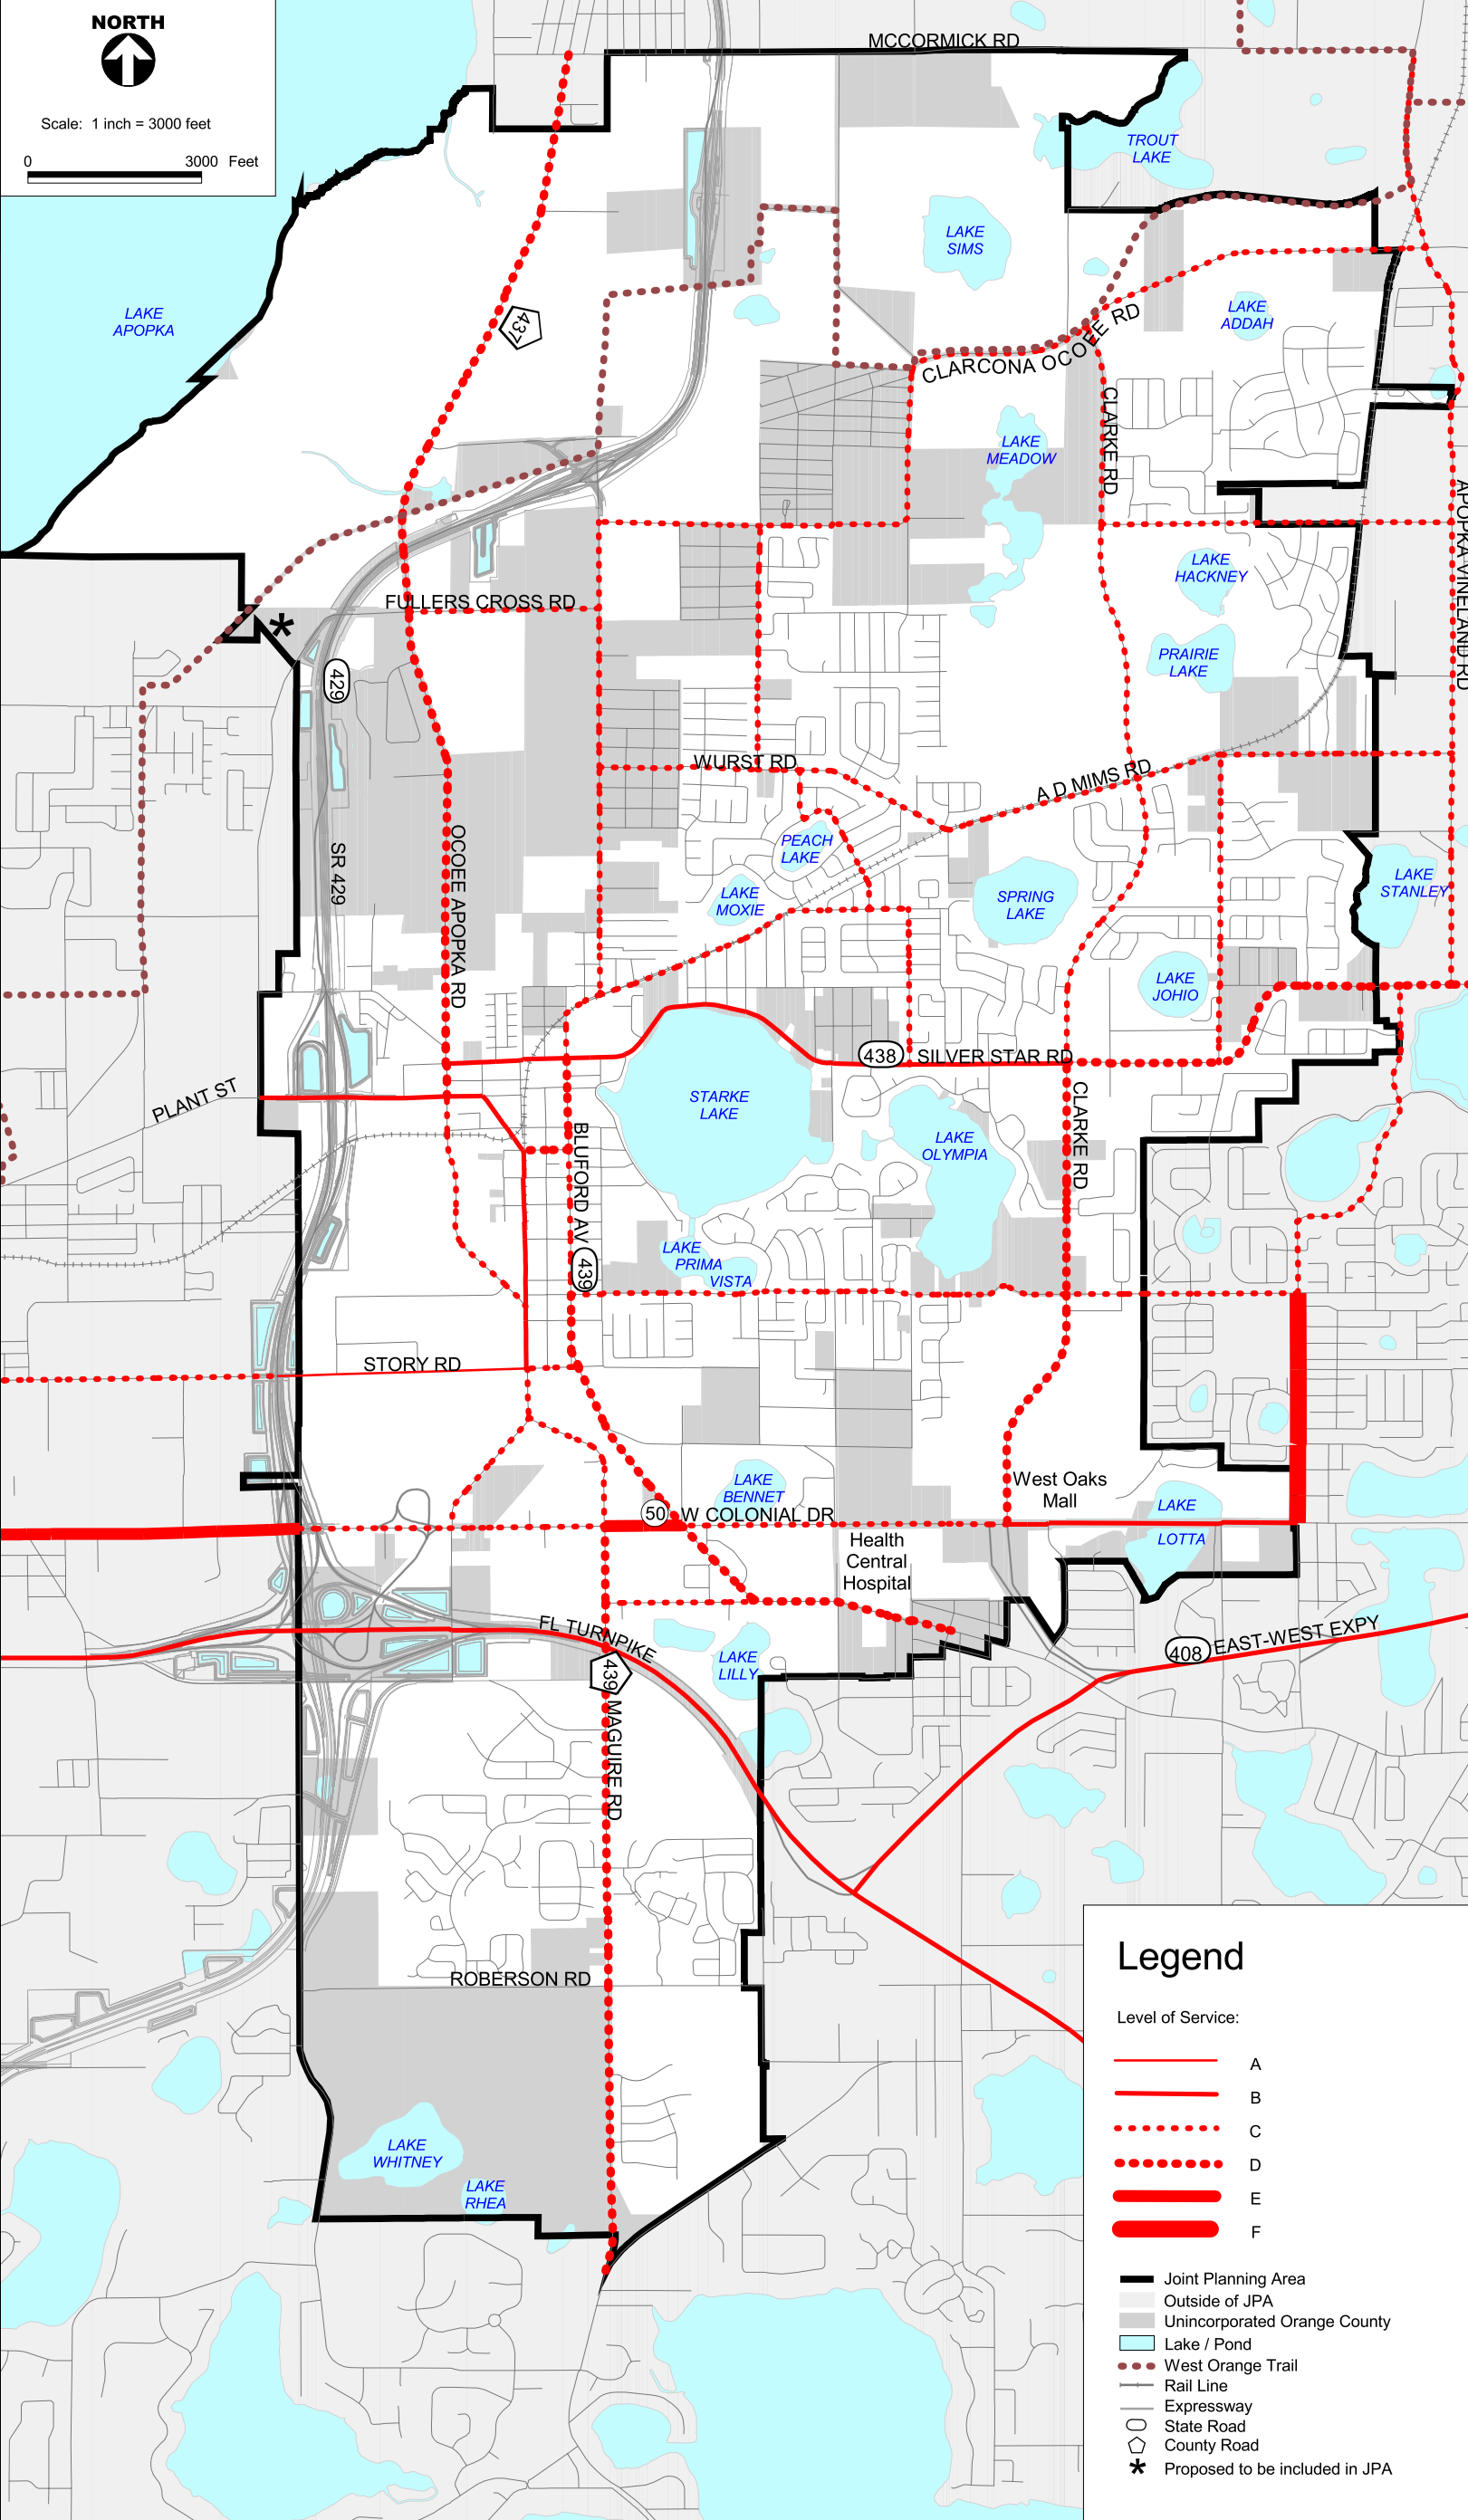 NORTH
Scale: 1 inch = 3000 feet
0 3000 Feet
MCCORMICK RD
TROUT
LAKE
LAKE
SIMS
LAKE
APOPKA
437
LAKE
ADDAH
CLARCONA OCOEE RD
CLARKE RD
LAKE
MEADOW
APOPKA VINELAND RD
LAKE
HACKNEY
FULLERS CROSS RD
*
PRAIRIE
LAKE
429
WURST RD
A D MIMS RD
OCOEE APOPKA RD
SR 429
PEACH
LAKE
LAKE
MOXIE
SPRING
LAKE
LAKE
STANLEY
LAKE
JOHIO
438 SILVER STAR RD
PLANT ST
STARKE
LAKE
CLARKE RD
BLUFORD AV
LAKE
OLYMPIA
439
LAKE
PRIMA
VISTA
STORY RD
West Oaks
Mall
LAKE
BENNET
50 W COLONIAL DR
LAKE
LOTTA
Health
Central
Hospital
FL TURNPIKE
408 EAST-WEST EXPY
LAKE
LILLY
439
MAGUIRE RD
ROBERSON RD
LAKE
WHITNEY
LAKE
RHEA
Legend
Level of Service:
A
B
C
D
E
F
Joint Planning Area
Outside of JPA
Unincorporated Orange County
Lake / Pond
West Orange Trail
Rail Line
Expressway
State Road
County Road
* Proposed to be included in JPA